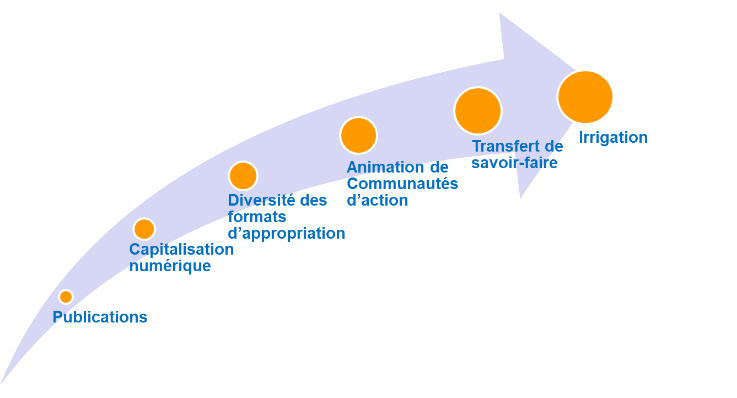 Publications
Capitalisation
numérique
Diversité des
formats
d’appropriation
Animation de
Communautés
d’action
Transfert de
savoir-faire
Irrigation